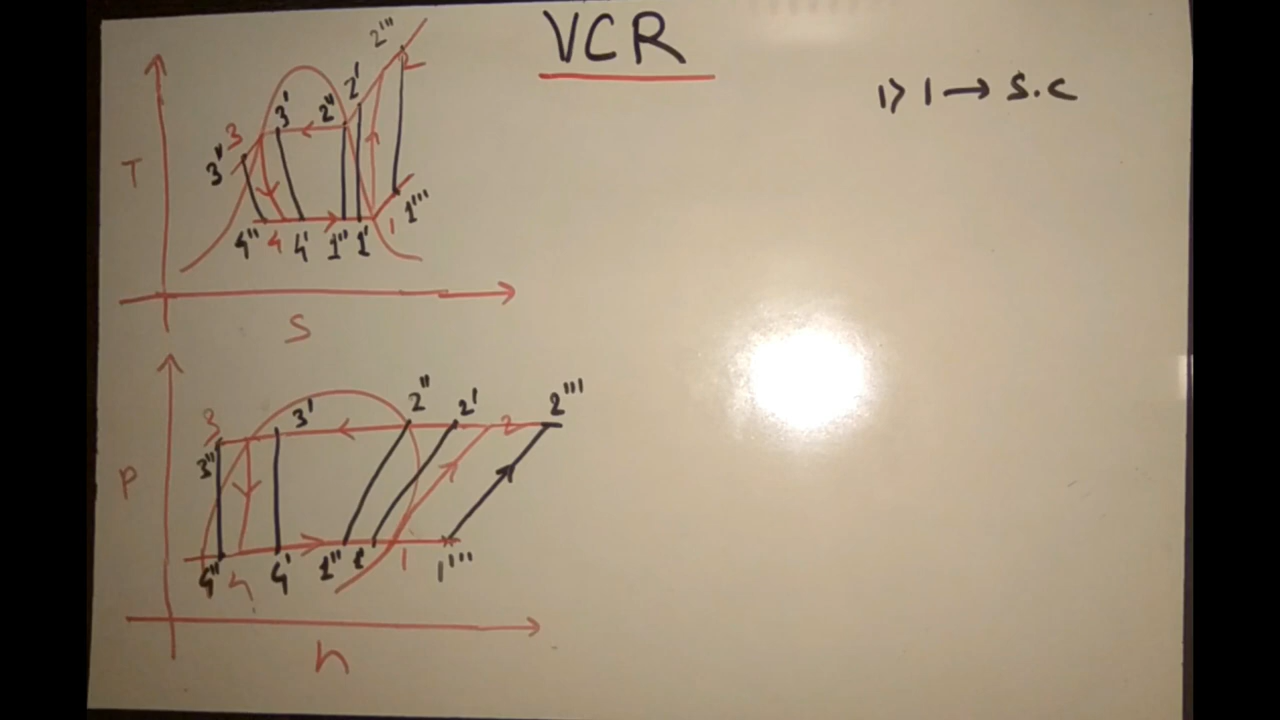 VCR
1) 1 → S.C
T
2'''
2'
2"
3'
3
3"
2
4" 4 4' 1" 1' 1 1'''
S
P
3
3'
2"
2'
2
2'''
3"
4" 4 4' 1" 1' 1 1'''
h